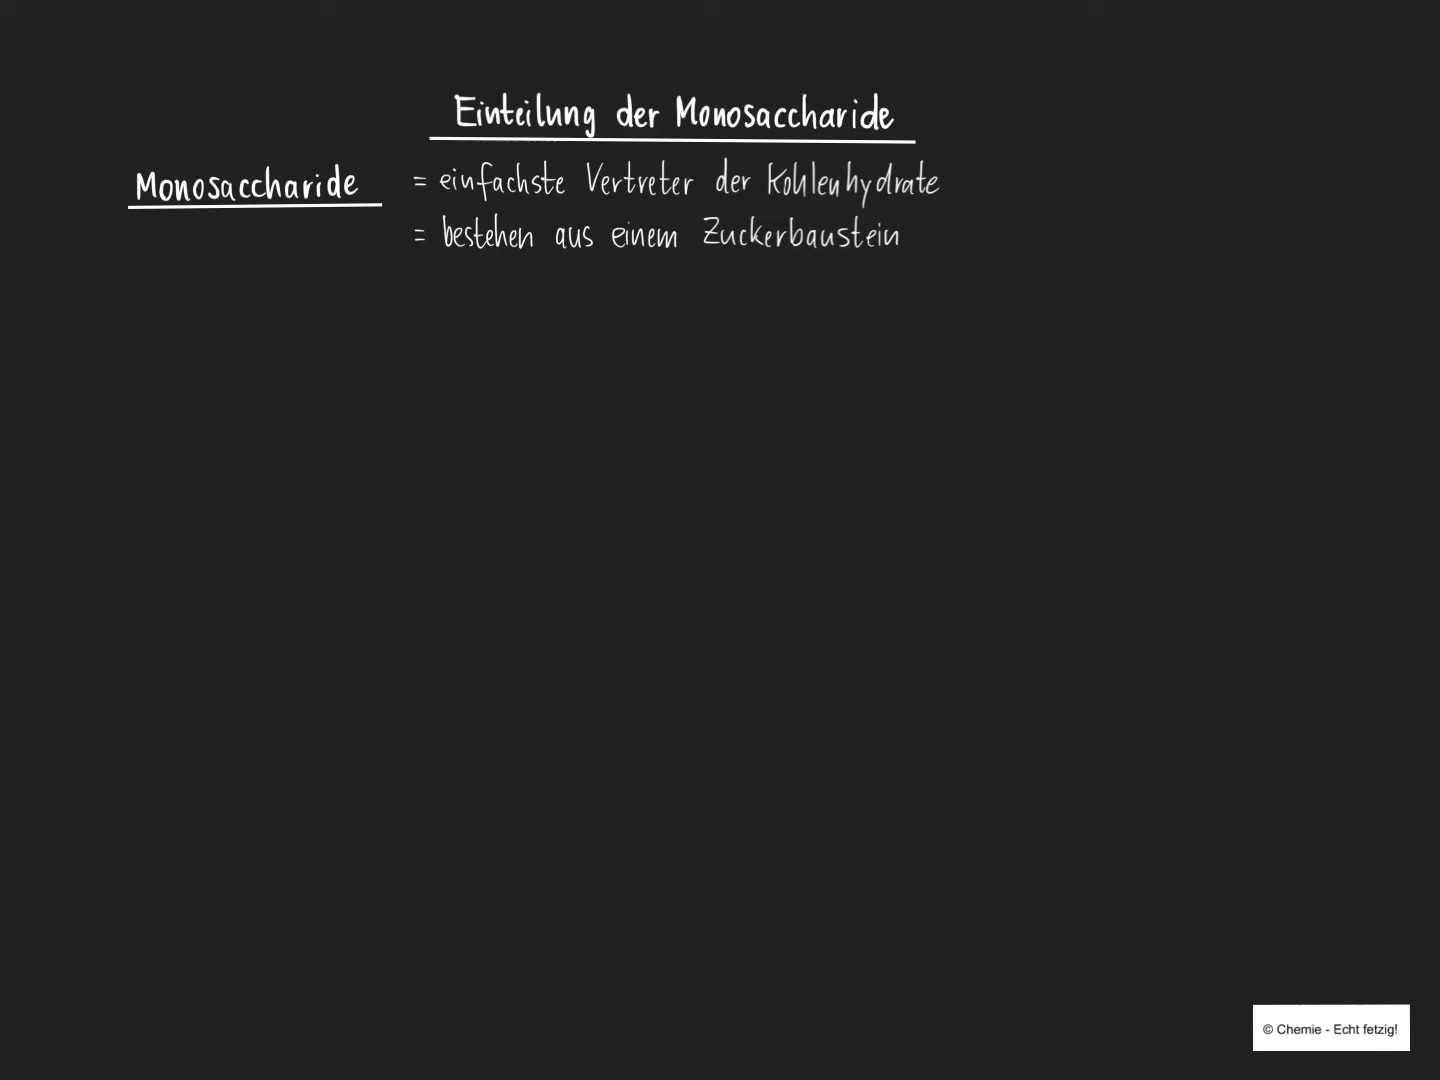 Einteilung der Monosaccharide
Monosaccharide = einfachste Vertreter der Kohlenhydrate
= bestehen aus einem Zuckerbaustein
© Chemie - Echt fetzig!